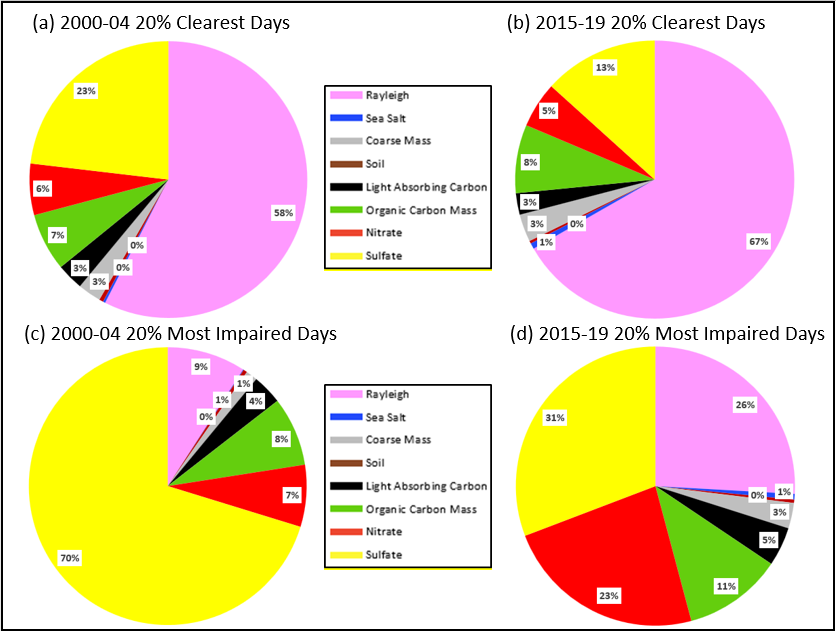 (a) 2000-04 20% Clearest Days
(b) 2015-19 20% Clearest Days
23%
6%
7%
3%
3%
0%
0%
58%
Rayleigh
Sea Salt
Coarse Mass
Soil
Light Absorbing Carbon
Organic Carbon Mass
Nitrate
Sulfate
13%
5%
8%
3%
3%
0%
1%
67%
(c) 2000-04 20% Most Impaired Days
(d) 2015-19 20% Most Impaired Days
9%
1%
1%
0%
4%
8%
7%
70%
Rayleigh
Sea Salt
Coarse Mass
Soil
Light Absorbing Carbon
Organic Carbon Mass
Nitrate
Sulfate
31%
26%
0%
1%
3%
5%
11%
23%